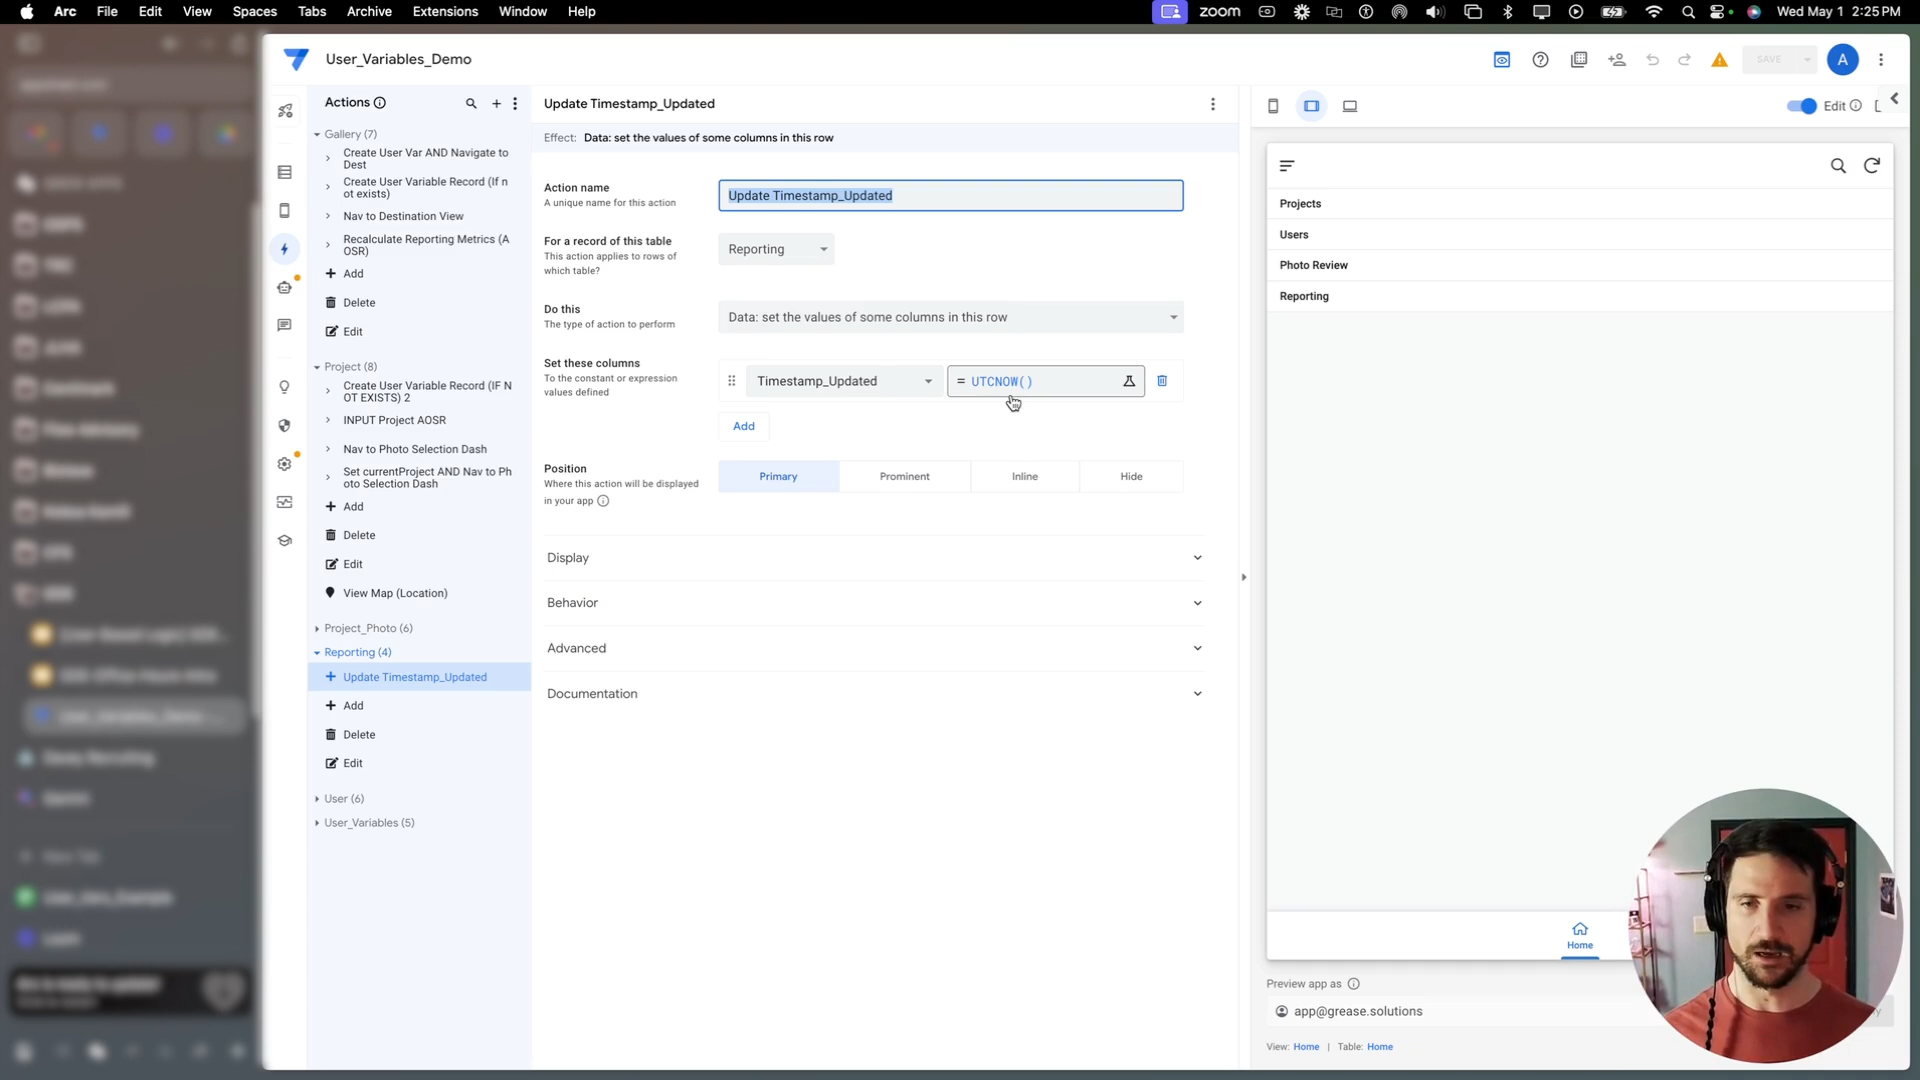 Arc File Edit View Spaces Tabs Archive Extensions Window Help
zoom
Wed May 1 2:25 PM
User_Variables_Demo
SAVE
A
Actions
Gallery (7)
Create User Var AND Navigate to
Dest
Create User Variable Record (If n
ot exists)
Nav to Destination View
Recalculate Reporting Metrics (A
OSR)
Add
Delete
Edit
Project (8)
Create User Variable Record (IF N
OT EXISTS) 2
INPUT Project AOSR
Nav to Photo Selection Dash
Set currentProject AND Nav to Ph
oto Selection Dash
Add
Delete
Edit
View Map (Location)
Project_Photo (6)
Reporting (4)
Update Timestamp_Updated
Add
Delete
Edit
User (6)
User_Variables (5)
Update Timestamp_Updated
Effect: Data: set the values of some columns in this row
Action name
A unique name for this action
Update Timestamp_Updated
For a record of this table
This action applies to rows of
which table?
Reporting
Do this
The type of action to perform
Data: set the values of some columns in this row
Set these columns
To the constant or expression
values defined
Timestamp_Updated
= UTCNOW()
Add
Position
Where this action will be displayed
in your app
Primary
Prominent
Inline
Hide
Display
Behavior
Advanced
Documentation
Edit
Projects
Users
Photo Review
Reporting
Home
Preview app as
app@grease.solutions
View: Home | Table: Home